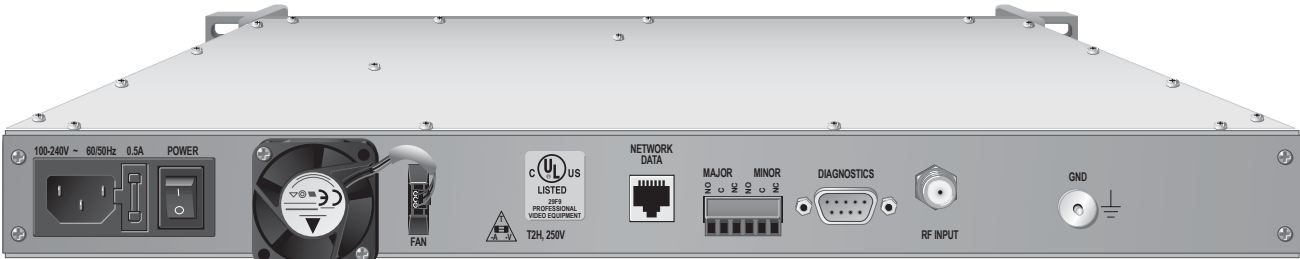 100-240V ~ 60/50Hz 0.5A
POWER
I
O
CE
FAN
C UL US
LISTED
29F9
PROFESSIONAL
VIDEO EQUIPMENT
-A -V
T2H, 250V
NETWORK
DATA
MAJOR MINOR
NO C NC NO C NC
DIAGNOSTICS
RF INPUT
GND